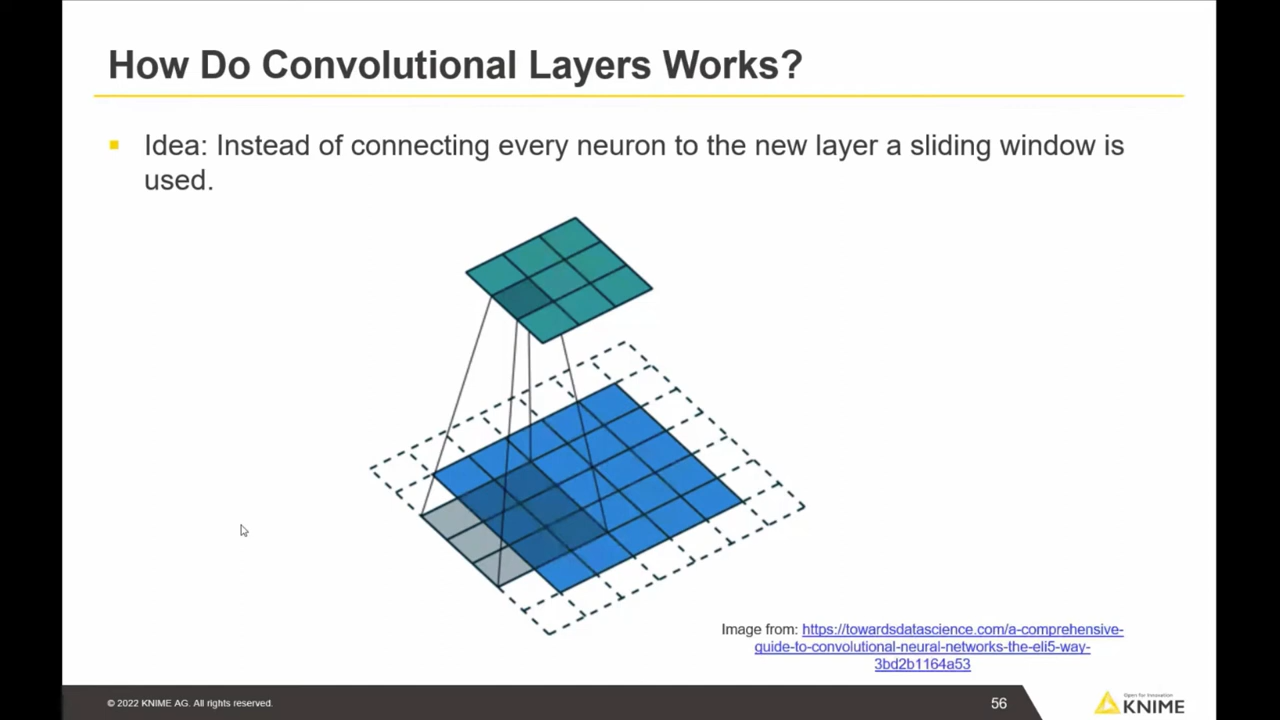 How Do Convolutional Layers Works?
Idea: Instead of connecting every neuron to the new layer a sliding window is
used.
Image from: https://towardsdatascience.com/a-comprehensive-
guide-to-convolutional-neural-networks-the-eli5-way-
3bd2b1164a53
© 2022 KNIME AG. All rights reserved.
56
Open for Innovation
KNIME